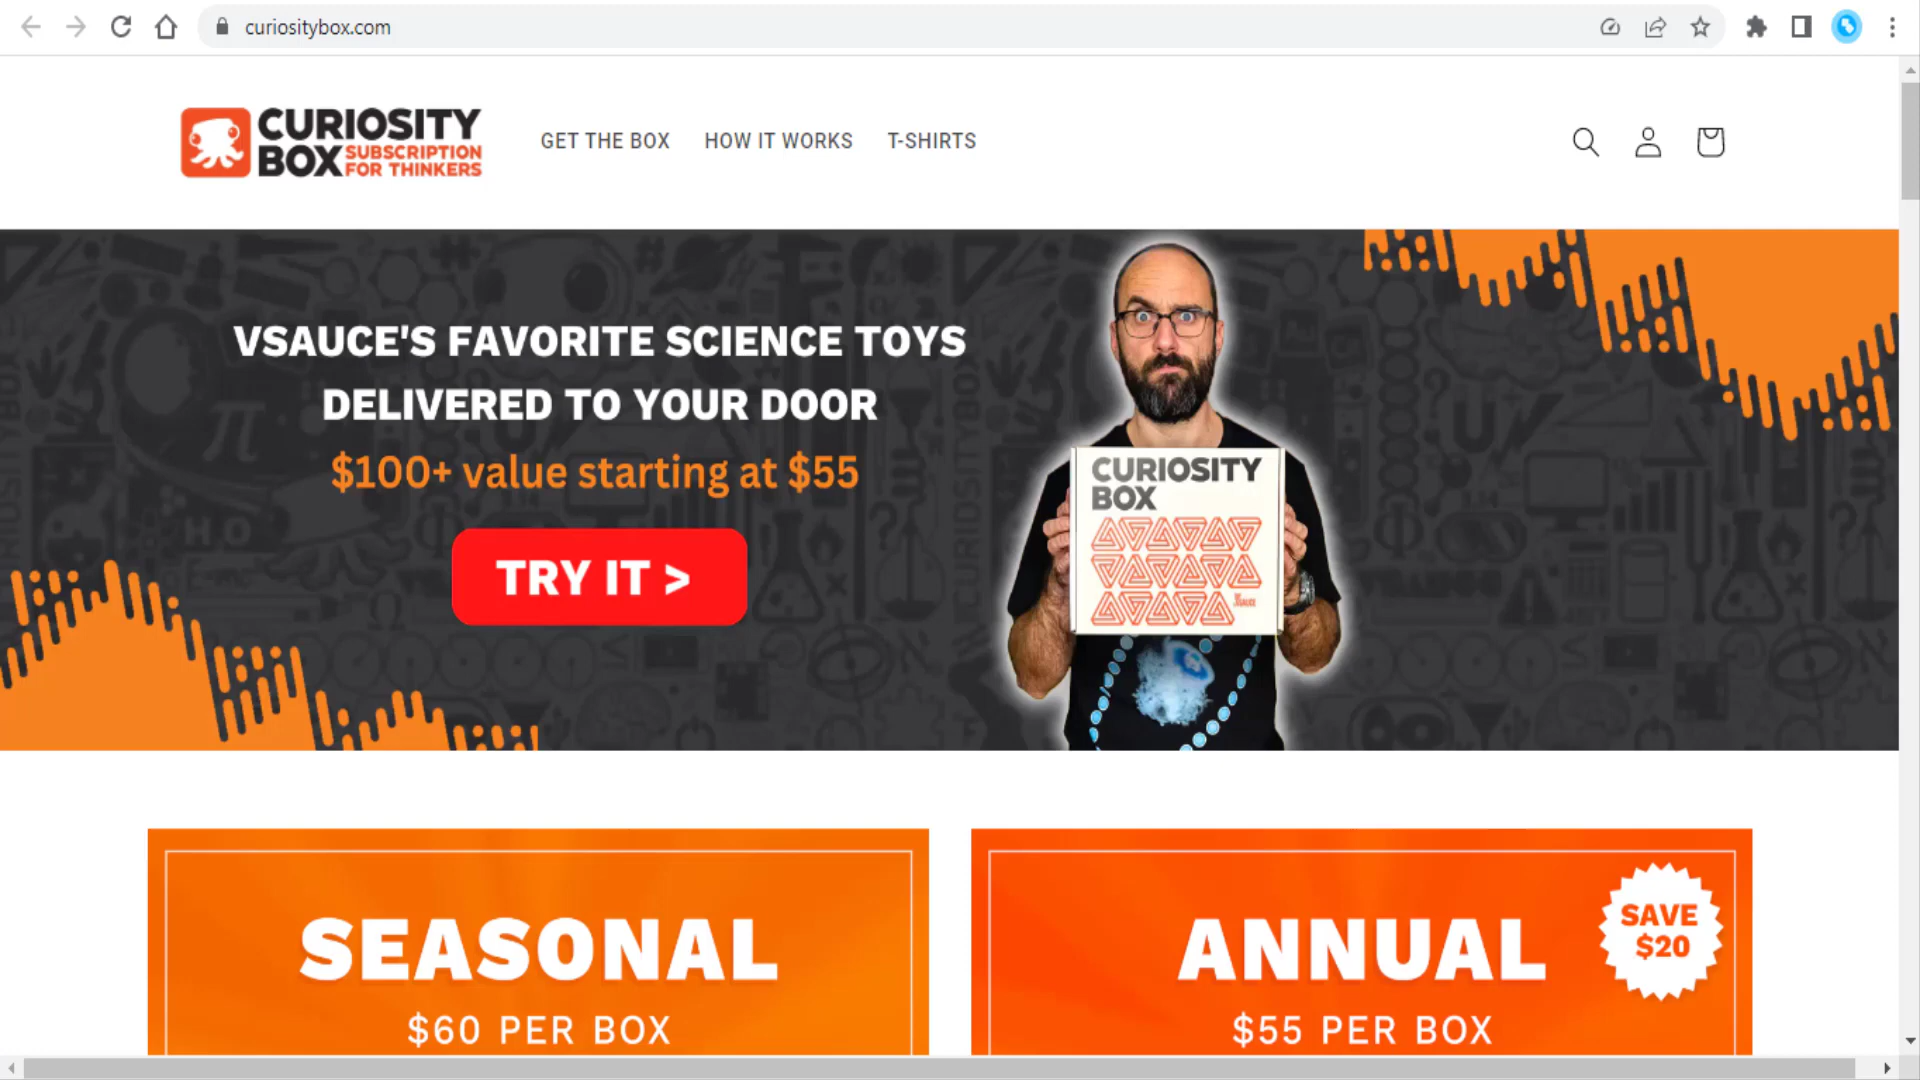 curiositybox.com
CURIOSITY
BOX SUBSCRIPTION
FOR THINKERS
GET THE BOX
HOW IT WORKS
T-SHIRTS
VSAUCE'S FAVORITE SCIENCE TOYS
DELIVERED TO YOUR DOOR
$100+ value starting at $55
TRY IT >
CURIOSITY
BOX
SEASONAL
$60 PER BOX
ANNUAL
$55 PER BOX
SAVE
$20